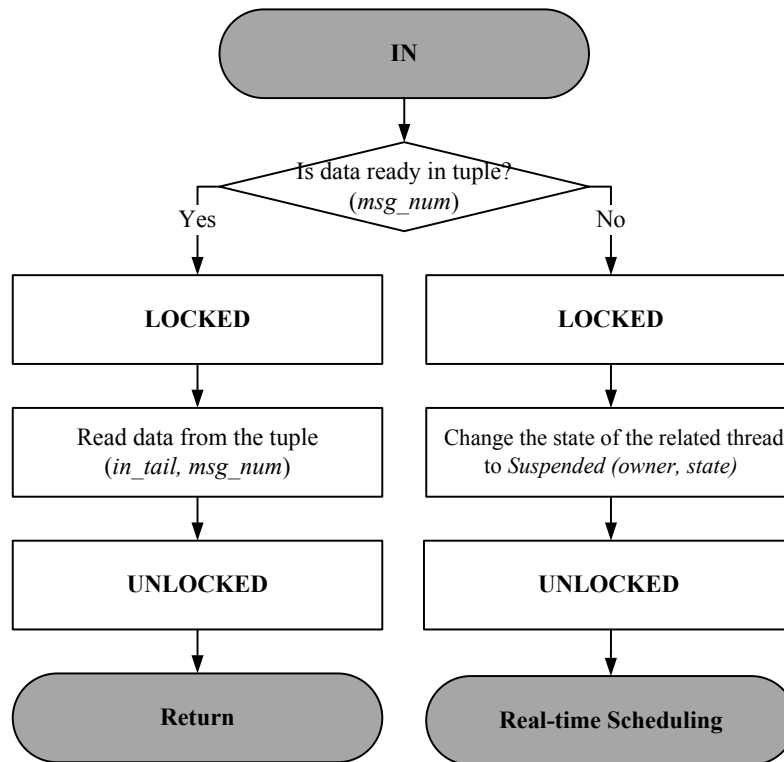 IN
Is data ready in tuple?
(msg_num)
Yes
No
LOCKED
LOCKED
Read data from the tuple
(in_tail, msg_num)
Change the state of the related thread
to Suspended (owner, state)
UNLOCKED
UNLOCKED
Return
Real-time Scheduling